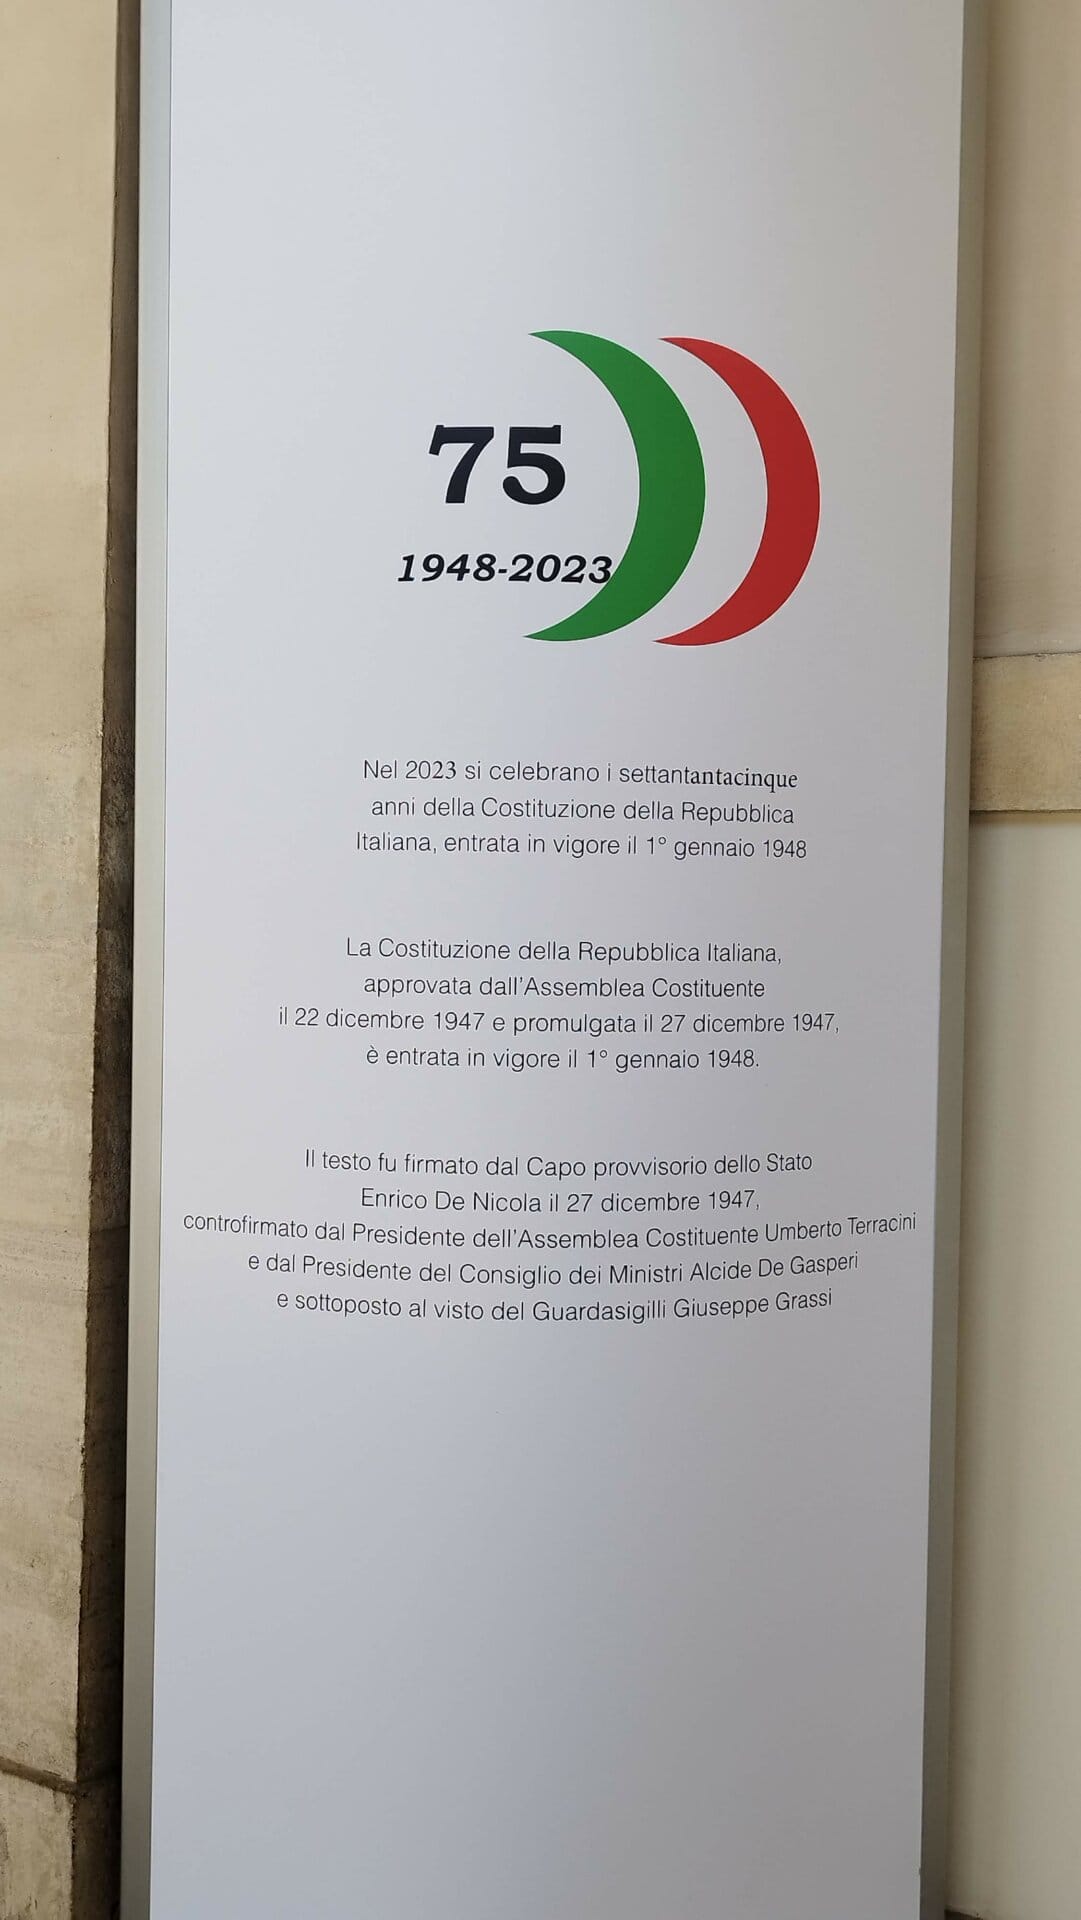 75
1948-2023
Nel 2023 si celebrano i settantantacinque
anni della Costituzione della Repubblica
Italiana, entrata in vigore il 1° gennaio 1948
La Costituzione della Repubblica Italiana,
approvata dall'Assemblea Costituente
il 22 dicembre 1947 e promulgata il 27 dicembre 1947,
è entrata in vigore il 1° gennaio 1948.
Il testo fu firmato dal Capo provvisorio dello Stato
Enrico De Nicola il 27 dicembre 1947,
controfirmato dal Presidente dell'Assemblea Costituente Umberto Terracini
e dal Presidente del Consiglio dei Ministri Alcide De Gasperi
e sottoposto al visto del Guardasigilli Giuseppe Grassi